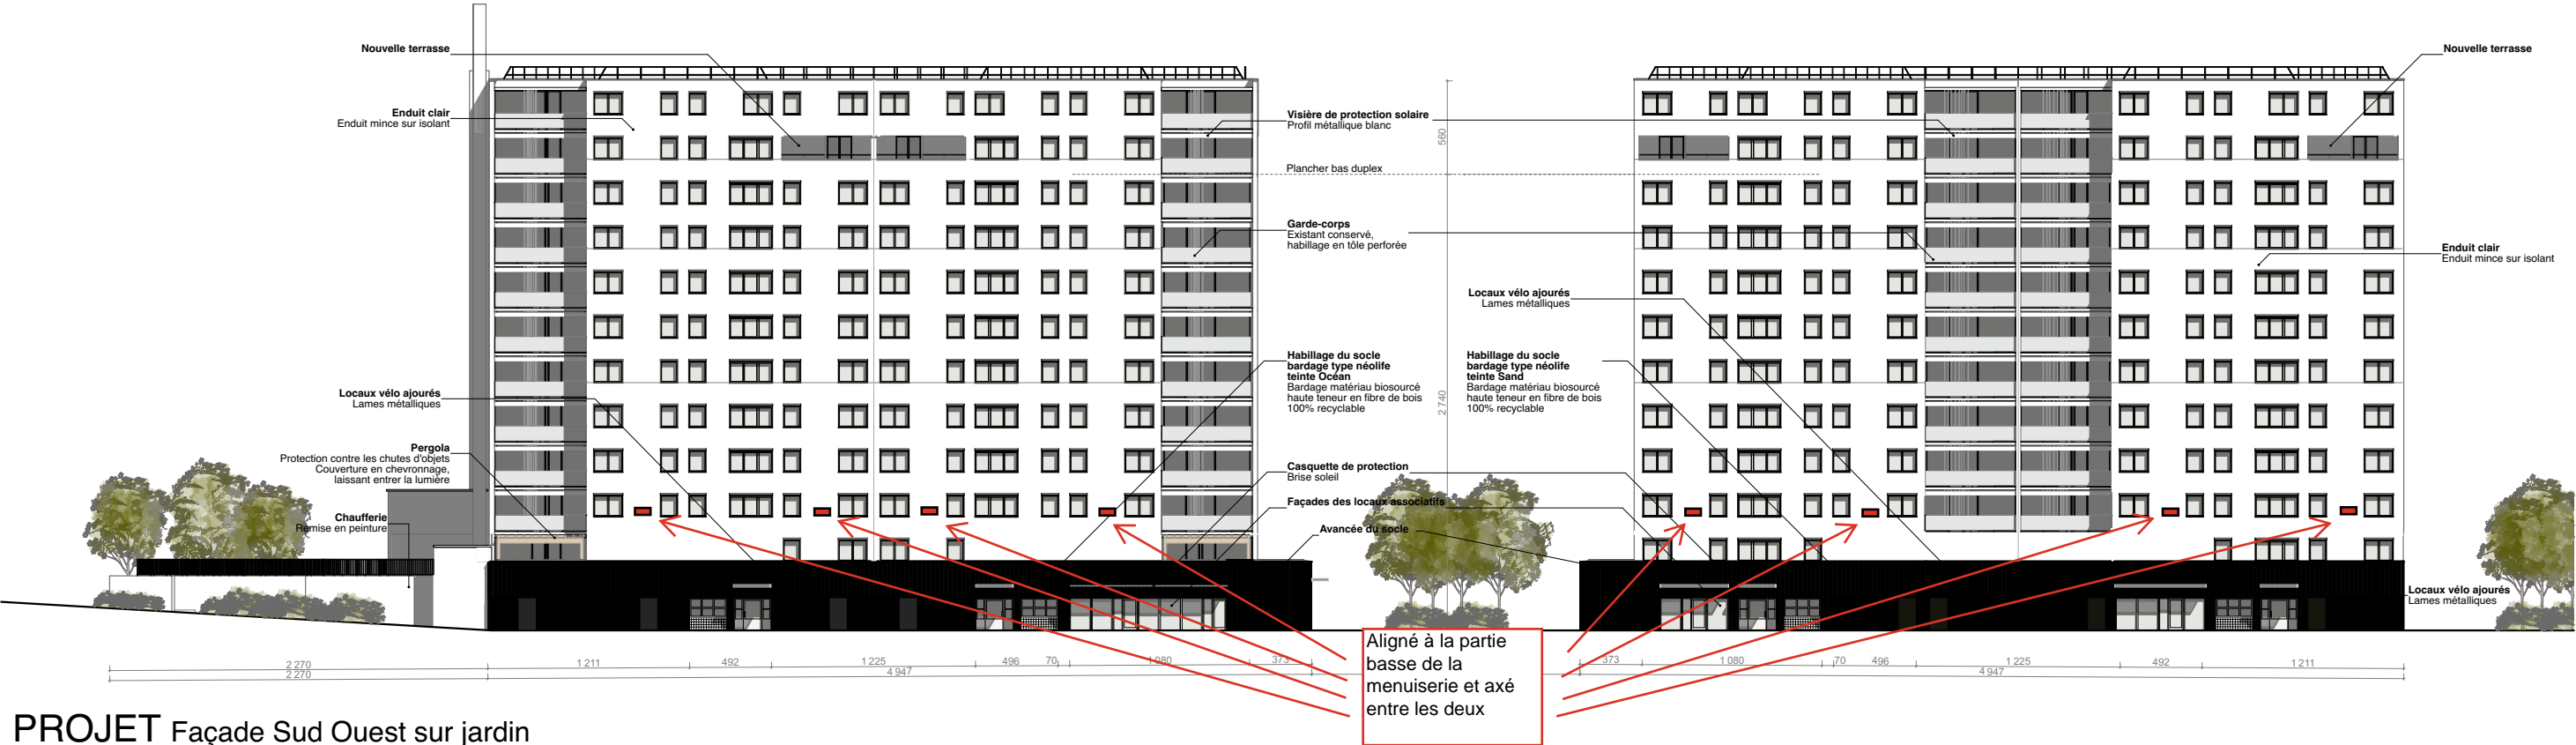 Nouvelle terrasse
Enduit clair
Enduit mince sur isolant
Locaux vélo ajourés
Lames métalliques
Pergola
Protection contre les chutes d'objets
Couverture en chevronnage,
laissant entrer la lumière
Chaufferie
Remise en peinture
Visière de protection solaire
Profil métallique blanc
Plancher bas duplex
Garde-corps
Existant conservé,
habillage en tôle perforée
Habillage du socle
bardage type néolife
teinte Océan
Bardage matériau biosourcé
haute teneur en fibre de bois
100% recyclable
Casquette de protection
Brise soleil
Façades des locaux associatifs
Avancée du socle
560
2 740
Locaux vélo ajourés
Lames métalliques
Habillage du socle
bardage type néolife
teinte Sand
Bardage matériau biosourcé
haute teneur en fibre de bois
100% recyclable
Nouvelle terrasse
Enduit clair
Enduit mince sur isolant
Locaux vélo ajourés
Lames métalliques
Aligné à la partie
basse de la
menuiserie et axé
entre les deux
2 270 1 211 492 1 225 496 70 1 080 373
2 270 4 947
373 1 080 70 496 1 225 492 1 211
4 947
PROJET Façade Sud Ouest sur jardin